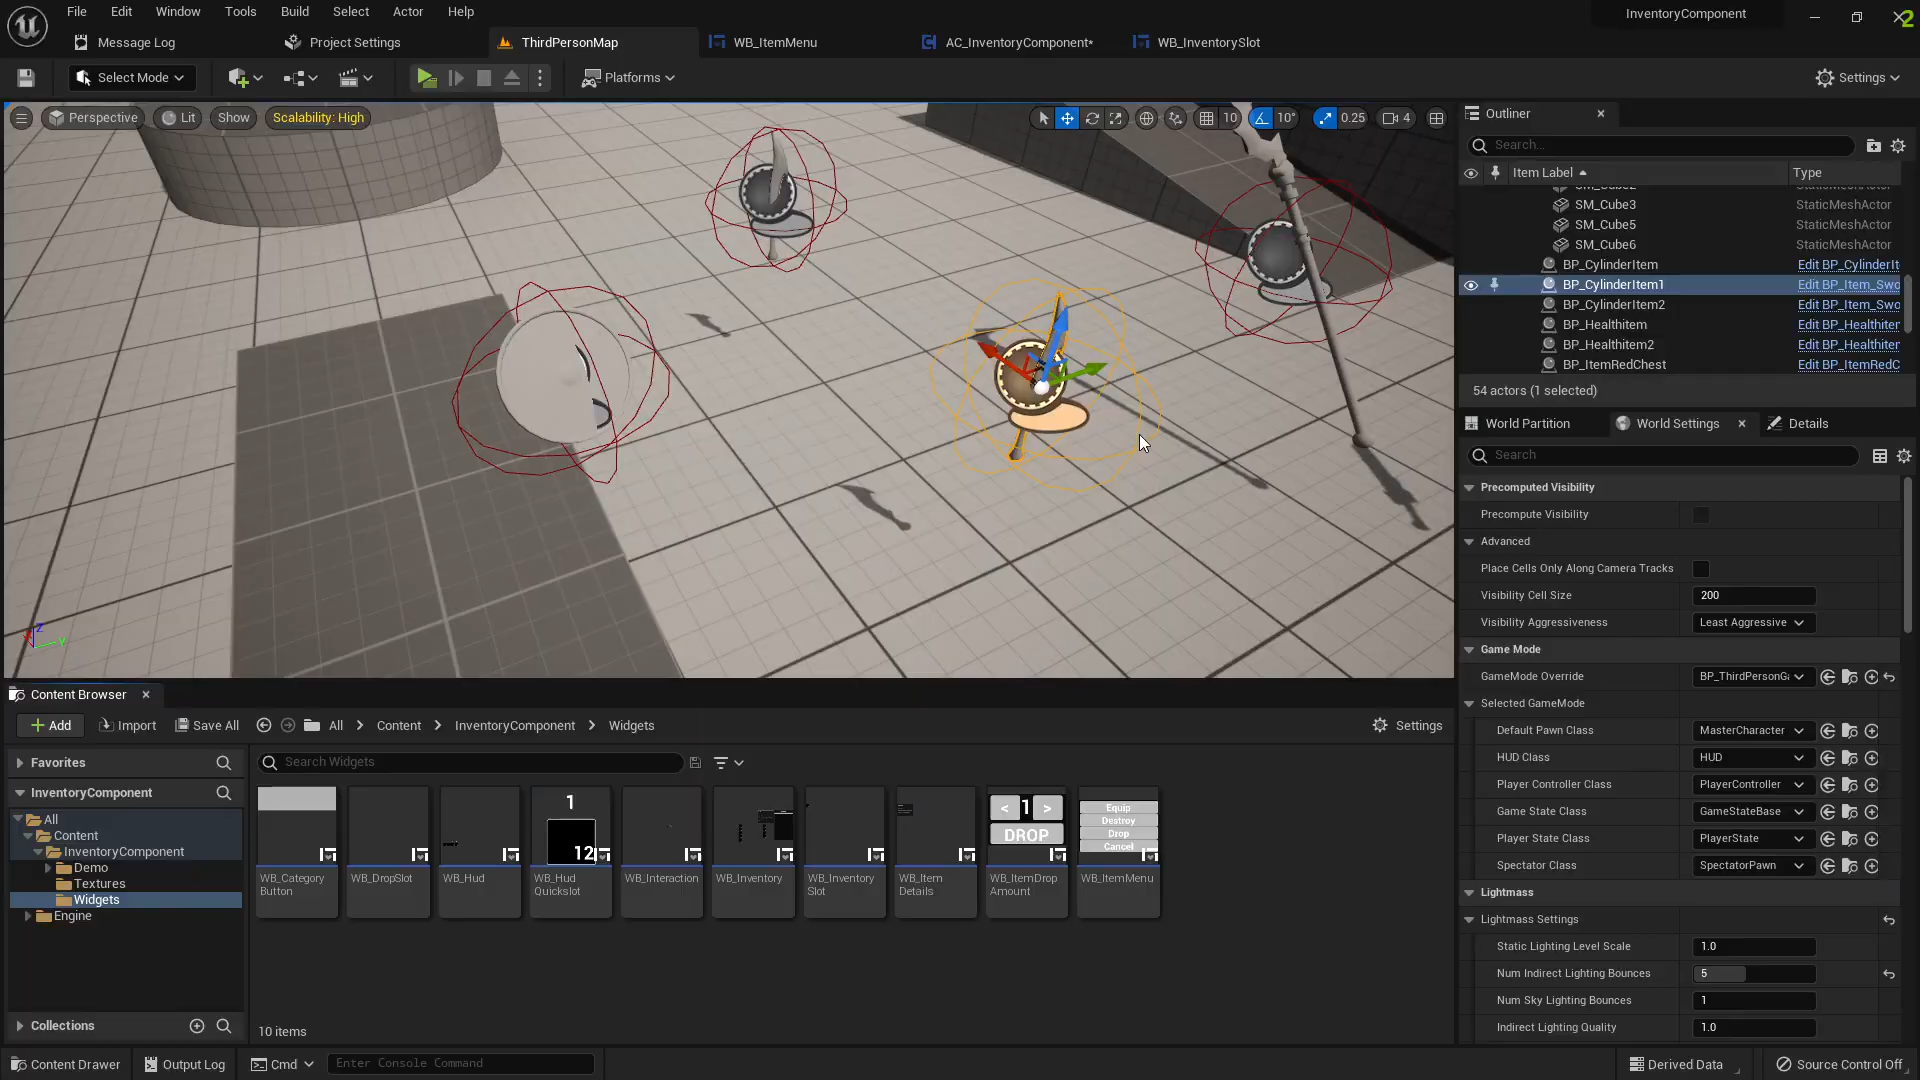 File Edit Window Tools Build Select Actor Help
InventoryComponent
Message Log Project Settings ThirdPersonMap WB_ItemMenu AC_InventoryComponent* WB_InventorySlot
Select Mode Platforms Settings
Perspective Lit Show Scalability: High 10 10° 0.25 4
Outliner
Search...
Item Label Type
SM_Cube3 StaticMeshActor
SM_Cube5 StaticMeshActor
SM_Cube6 StaticMeshActor
BP_CylinderItem Edit BP_CylinderIt
BP_CylinderItem1 Edit BP_Item_Swo
BP_CylinderItem2 Edit BP_Item_Swo
BP_Healthitem Edit BP_Healthiter
BP_Healthitem2 Edit BP_Healthiter
BP_ItemRedChest Edit BP_ItemRedC
54 actors (1 selected)
World Partition World Settings Details
Search
Precomputed Visibility
Precompute Visibility
Advanced
Place Cells Only Along Camera Tracks
Visibility Cell Size 200
Visibility Aggressiveness Least Aggressive
Game Mode
GameMode Override BP_ThirdPersonGa
Selected GameMode
Default Pawn Class MasterCharacter
HUD Class HUD
Player Controller Class PlayerController
Game State Class GameStateBase
Player State Class PlayerState
Spectator Class SpectatorPawn
Lightmass
Lightmass Settings
Static Lighting Level Scale 1.0
Num Indirect Lighting Bounces 5
Num Sky Lighting Bounces 1
Indirect Lighting Quality 1.0
Z
Y
Content Browser
Add Import Save All All Content InventoryComponent Widgets Settings
Favorites
Search Widgets
InventoryComponent
All
Content
InventoryComponent
Demo
Textures
Widgets
Engine
Collections
1
12
< 1 >
DROP
Equip
Destroy
Drop
Cancel
WB_Category Button
WB_DropSlot
WB_Hud
WB_Hud Quickslot
WB_Interaction
WB_Inventory
WB_Inventory Slot
WB_Item Details
WB_ItemDrop Amount
WB_ItemMenu
10 items
Content Drawer Output Log Cmd Enter Console Command Derived Data Source Control Off